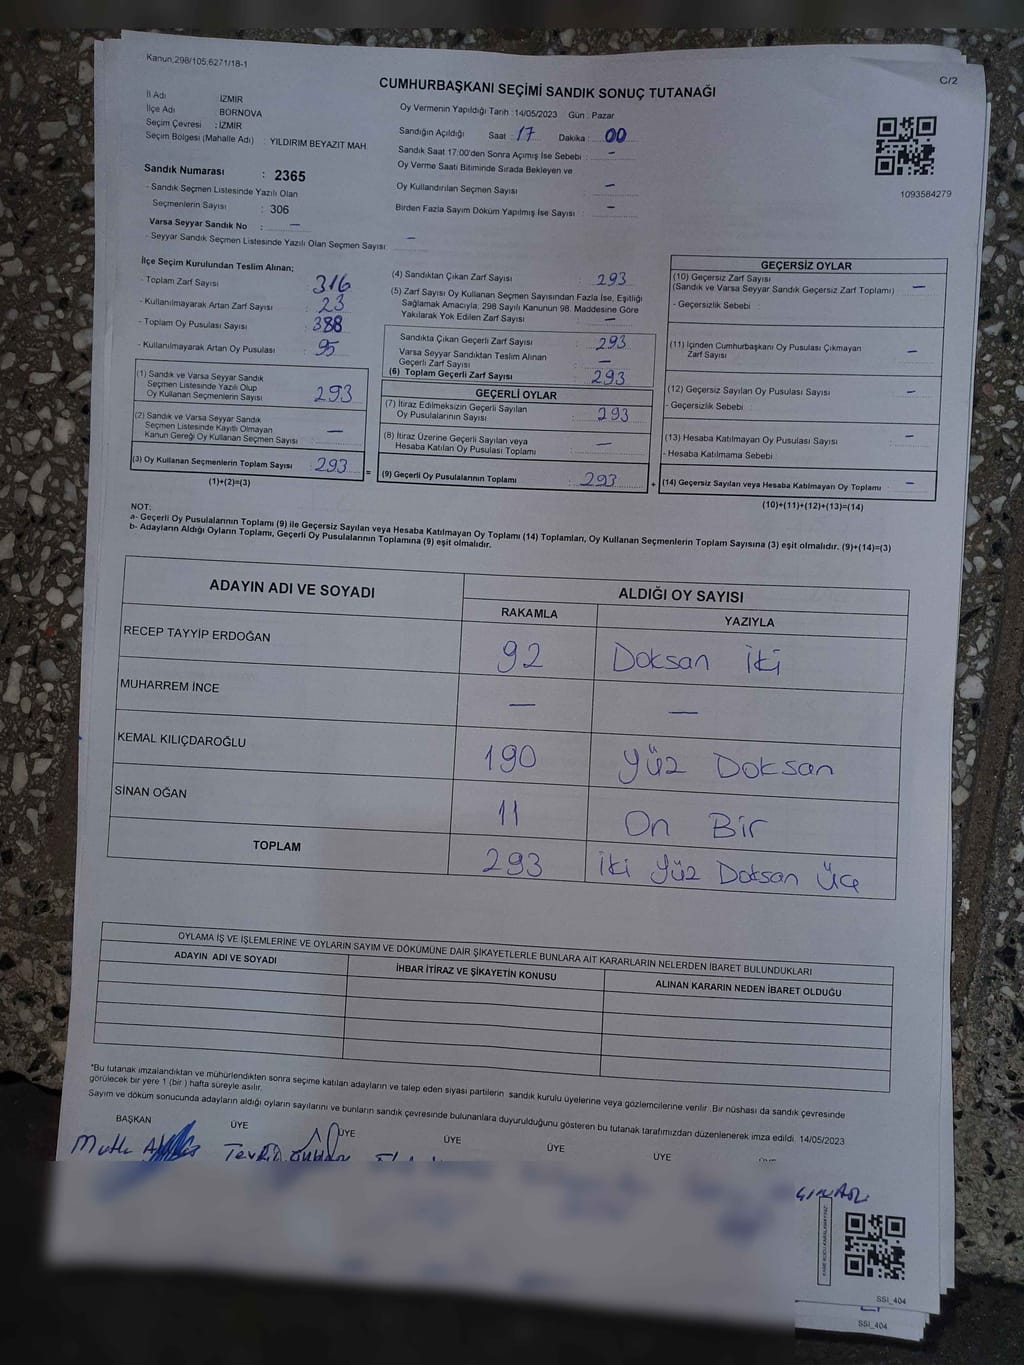 Kanun,298/105,6271/18-1
C/2
CUMHURBAŞKANI SEÇİMİ SANDIK SONUÇ TUTANAĞI
İl Adı İZMİR
İlçe Adı BORNOVA
Seçim Çevresi : İZMİR
Seçim Bölgesi (Mahalle Adı) : YILDIRIM BEYAZIT MAH
Sandık Numarası : 2365
- Sandık Seçmen Listesinde Yazılı Olan
Seçmenlerin Sayısı : 306
Varsa Seyyar Sandık No : –
- Seyyar Sandık Seçmen Listesinde Yazılı Olan Seçmen Sayısı: –
Oy Vermenin Yapıldığı Tarih : 14/05/2023 Gün : Pazar
Sandığın Açıldığı Saat : 17 Dakika : 00
Sandık Saat 17:00'den Sonra Açımış İse Sebebi : –
Oy Verme Saati Bitiminde Sırada Bekleyen ve
Oy Kullandırılan Seçmen Sayısı : –
Birden Fazla Sayım Döküm Yapılmış İse Sayısı : –
1093584279
İlçe Seçim Kurulundan Teslim Alınan;
- Toplam Zarf Sayısı : 316
- Kullanılmayarak Artan Zarf Sayısı : 23
- Toplam Oy Pusulası Sayısı : 388
- Kullanılmayarak Artan Oy Pusulası : 95
(1) Sandık ve Varsa Seyyar Sandık
Seçmen Listesinde Yazılı Olup
Oy Kullanan Seçmenlerin Sayısı : 293
(2) Sandık ve Varsa Seyyar Sandık
Seçmen Listesinde Kayıtlı Olmayan
Kanun Gereği Oy Kullanan Seçmen Sayısı : –
(3) Oy Kullanan Seçmenlerin Toplam Sayısı : 293
(1)+(2)=(3)
(4) Sandıktan Çıkan Zarf Sayısı : 293
(5) Zarf Sayısı Oy Kullanan Seçmen Sayısından Fazla İse, Eşitliği
Sağlamak Amacıyla, 298 Sayılı Kanunun 98. Maddesine Göre
Yakılarak Yok Edilen Zarf Sayısı : –
Sandıkta Çıkan Geçerli Zarf Sayısı : 293
Varsa Seyyar Sandıktan Teslim Alınan
Geçerli Zarf Sayısı : –
(6) Toplam Geçerli Zarf Sayısı : 293
GEÇERLİ OYLAR
(7) İtiraz Edilmeksizin Geçerli Sayılan
Oy Pusulalarının Sayısı : 293
(8) İtiraz Üzerine Geçerli Sayılan veya
Hesaba Katılan Oy Pusulası Toplamı : –
= (9) Geçerli Oy Pusulalarının Toplamı : 293 +
GEÇERSİZ OYLAR
(10) Geçersiz Zarf Sayısı
(Sandık ve Varsa Seyyar Sandık Geçersiz Zarf Toplamı) : –
- Geçersizlik Sebebi
(11) İçinden Cumhurbaşkanı Oy Pusulası Çıkmayan
Zarf Sayısı : –
(12) Geçersiz Sayılan Oy Pusulası Sayısı : –
- Geçersizlik Sebebi
(13) Hesaba Katılmayan Oy Pusulası Sayısı : –
- Hesaba Katılmama Sebebi :
(14) Geçersiz Sayılan veya Hesaba Katılmayan Oy Toplamı : –
(10)+(11)+(12)+(13)=(14)
NOT:
a- Geçerli Oy Pusulalarının Toplamı (9) ile Geçersiz Sayılan veya Hesaba Katılmayan Oy Toplamı (14) Toplamları, Oy Kullanan Seçmenlerin Toplam Sayısına (3) eşit olmalıdır. (9)+(14)=(3)
b- Adayların Aldığı Oyların Toplamı, Geçerli Oy Pusulalarının Toplamına (9) eşit olmalıdır.
ADAYIN ADI VE SOYADI ALDIĞI OY SAYISI
RAKAMLA YAZIYLA
RECEP TAYYİP ERDOĞAN 92 Doksan iki
MUHARREM İNCE – –
KEMAL KILIÇDAROĞLU 190 Yüz Doksan
SİNAN OĞAN 11 On Bir
TOPLAM 293 iki Yüz Doksan Üç
OYLAMA İŞ VE İŞLEMLERİNE VE OYLARIN SAYIM VE DÖKÜMÜNE DAİR ŞİKAYETLERLE BUNLARA AİT KARARLARIN NELERDEN İBARET BULUNDUKLARI
ADAYIN ADI VE SOYADI İHBAR İTİRAZ VE ŞİKAYETİN KONUSU ALINAN KARARIN NEDEN İBARET OLDUĞU
*Bu tutanak imzalandıktan ve mühürlendikten sonra seçime katılan adayların ve talep eden siyasi partilerin sandık kurulu üyelerine veya gözlemcilerine verilir. Bir nüshası da sandık çevresinde
görülecek bir yere 1 (bir ) hafta süreyle asılır.
Sayım ve döküm sonucunda adayların aldığı oyların sayılarını ve bunların sandık çevresinde bulunanlara duyurulduğunu gösteren bu tutanak tarafımızdan düzenlenerek imza edildi. 14/05/2023
BAŞKAN ÜYE ÜYE ÜYE ÜYE ÜYE
SSİ_404
SSİ_404